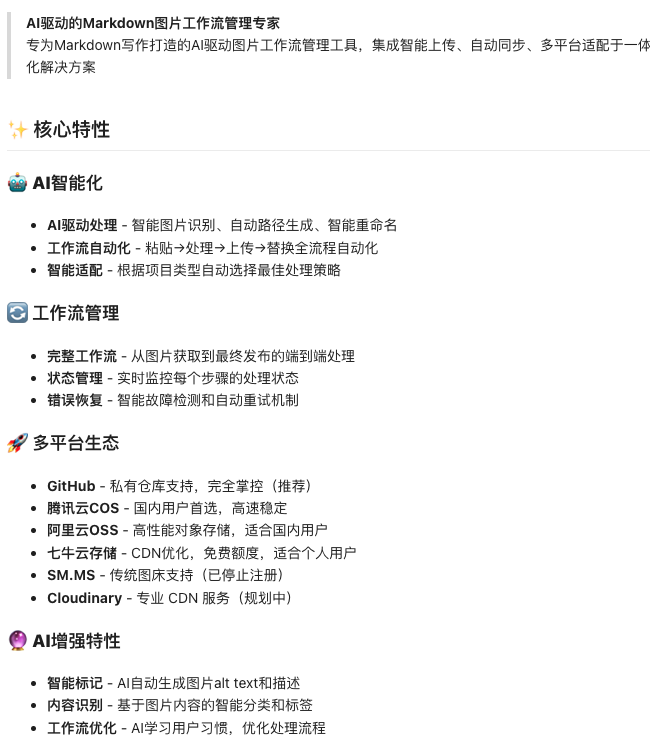 AI驱动的Markdown图片工作流管理专家
专为Markdown写作打造的AI驱动图片工作流管理工具，集成智能上传、自动同步、多平台适配于一体
化解决方案
✨ 核心特性
🤖 AI智能化
• AI驱动处理 - 智能图片识别、自动路径生成、智能重命名
• 工作流自动化 - 粘贴→处理→上传→替换全流程自动化
• 智能适配 - 根据项目类型自动选择最佳处理策略
🔄 工作流管理
• 完整工作流 - 从图片获取到最终发布的端到端处理
• 状态管理 - 实时监控每个步骤的处理状态
• 错误恢复 - 智能故障检测和自动重试机制
🚀 多平台生态
• GitHub - 私有仓库支持，完全掌控（推荐）
• 腾讯云COS - 国内用户首选，高速稳定
• 阿里云OSS - 高性能对象存储，适合国内用户
• 七牛云存储 - CDN优化，免费额度，适合个人用户
• SM.MS - 传统图床支持（已停止注册）
• Cloudinary - 专业 CDN 服务（规划中）
🔮 AI增强特性
• 智能标记 - AI自动生成图片alt text和描述
• 内容识别 - 基于图片内容的智能分类和标签
• 工作流优化 - AI学习用户习惯，优化处理流程